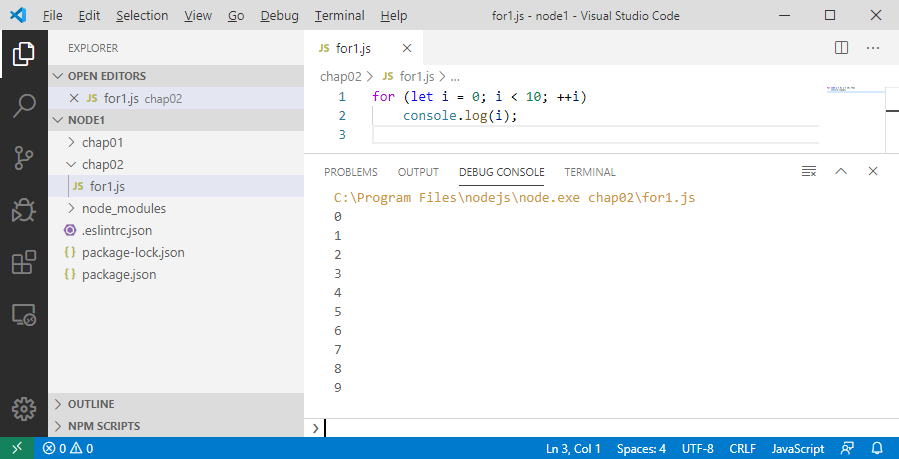 File Edit Selection View Go Debug Terminal Help for1.js - node1 - Visual Studio Code
EXPLORER
OPEN EDITORS
JS for1.js chap02
NODE1
chap01
chap02
JS for1.js
node_modules
.eslintrc.json
{} package-lock.json
{} package.json
OUTLINE
NPM SCRIPTS
JS for1.js
chap02 > JS for1.js > ...
1 for (let i = 0; i < 10; ++i)
2 console.log(i);
3
PROBLEMS OUTPUT DEBUG CONSOLE TERMINAL
C:\Program Files\nodejs\node.exe chap02\for1.js
0
1
2
3
4
5
6
7
8
9
0 0 Ln 3, Col 1 Spaces: 4 UTF-8 CRLF JavaScript